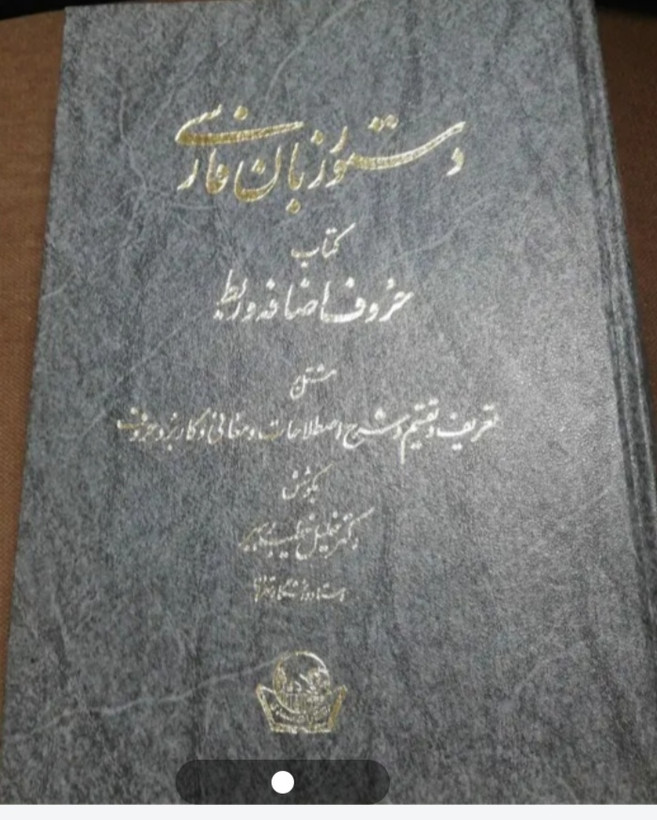 دستور زبان فارسی
کتاب
حروف اضافه و ربط
مشتمل بر
تعریف و تقسیم و شرح اصطلاحات و معانی و کاربرد حروف
بکوشش
دکتر خلیل خطیب رهبر
استاد دانشگاه تهران